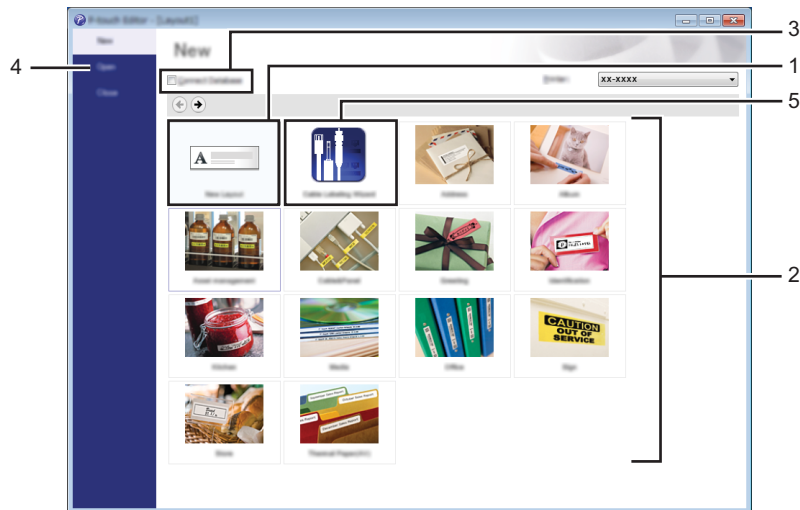 P-touch Editor - [Layout1]
New
New
Open
Close
Connect Database
Printer:
xx-xxxx
3
4
1
5
2
A
New Layout
Cable Labeling Wizard
Address
Album
Asset management
Cable&Panel
Greeting
Identification
Kitchen
Media
Office
CAUTION
OUT OF
SERVICE
Sign
Store
Thermal Paper(XX)